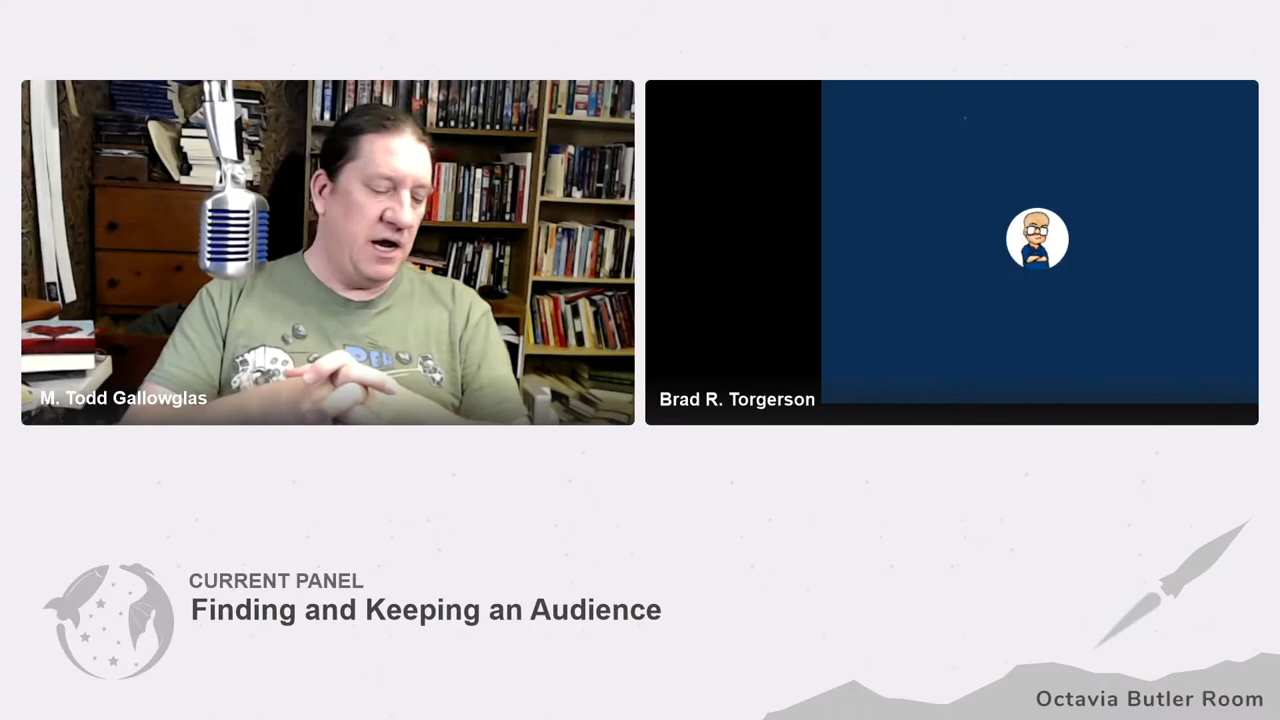 M. Todd Gallowglas
Brad R. Torgerson
CURRENT PANEL
Finding and Keeping an Audience
Octavia Butler Room